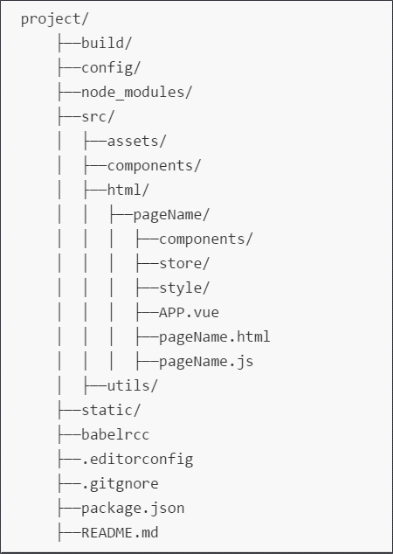 project/
├──build/
├──config/
├──node_modules/
├──src/
│ ├──assets/
│ ├──components/
│ ├──html/
│ │ ├──pageName/
│ │ │ ├──components/
│ │ │ ├──store/
│ │ │ ├──style/
│ │ │ ├──APP.vue
│ │ │ ├──pageName.html
│ │ │ ├──pageName.js
│ ├──utils/
├──static/
├──babelrcc
├──.editorconfig
├──.gitgnore
├──package.json
├──README.md